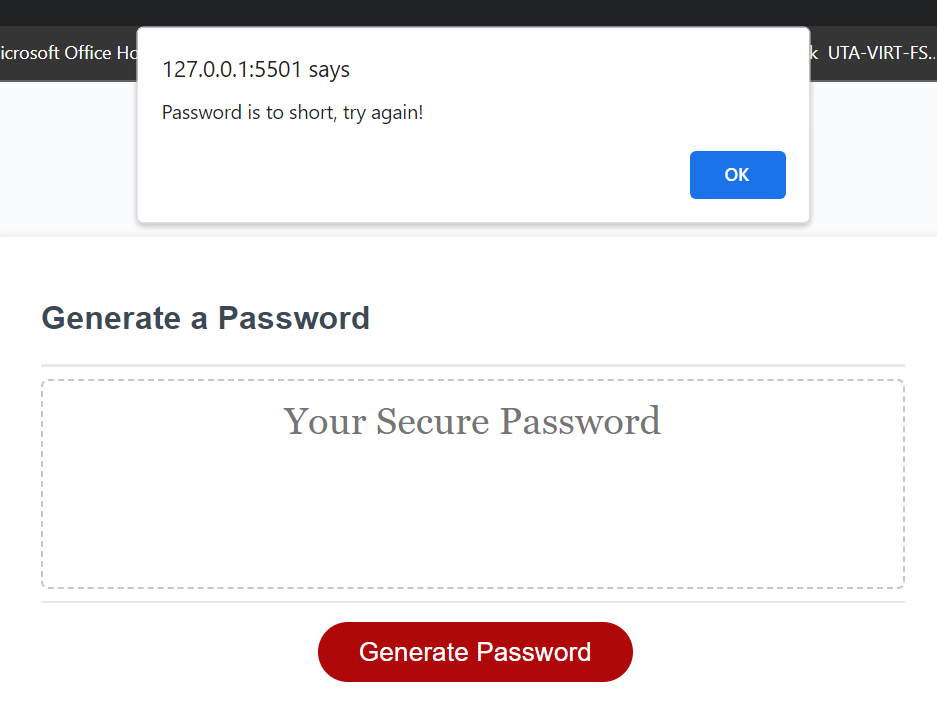 Microsoft Office Ho
k UTA-VIRT-FS...
127.0.0.1:5501 says
Password is to short, try again!
OK
Generate a Password
Your Secure Password
Generate Password